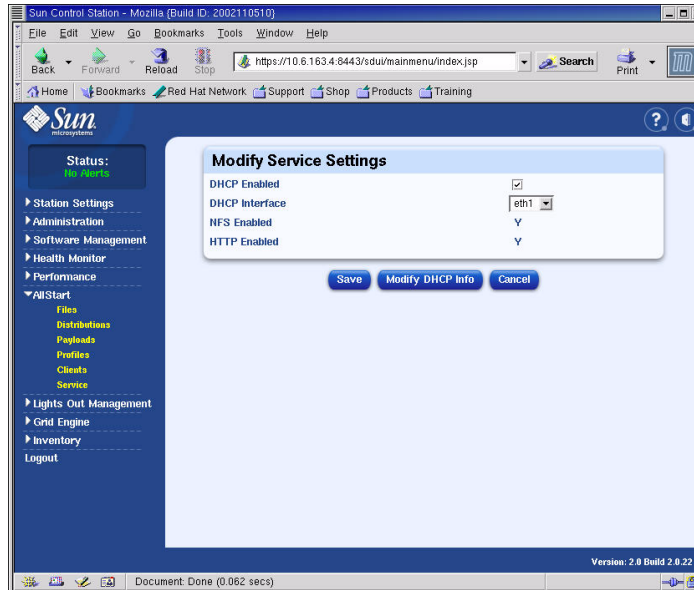 Sun Control Station - Mozilla {Build ID: 2002110510}
File Edit View Go Bookmarks Tools Window Help
Back Forward Reload Stop https://10.6.163.4:8443/sdui/mainmenu/index.jsp Search Print
Home Bookmarks Red Hat Network Support Shop Products Training
Sun
microsystems
?
Status:
No Alerts
Station Settings
Administration
Software Management
Health Monitor
Performance
AllStart
Files
Distributions
Payloads
Profiles
Clients
Service
Lights Out Management
Grid Engine
Inventory
Logout
Modify Service Settings
DHCP Enabled
DHCP Interface eth1
NFS Enabled Y
HTTP Enabled Y
Save Modify DHCP Info Cancel
Version: 2.0 Build 2.0.22
Document: Done (0.062 secs)